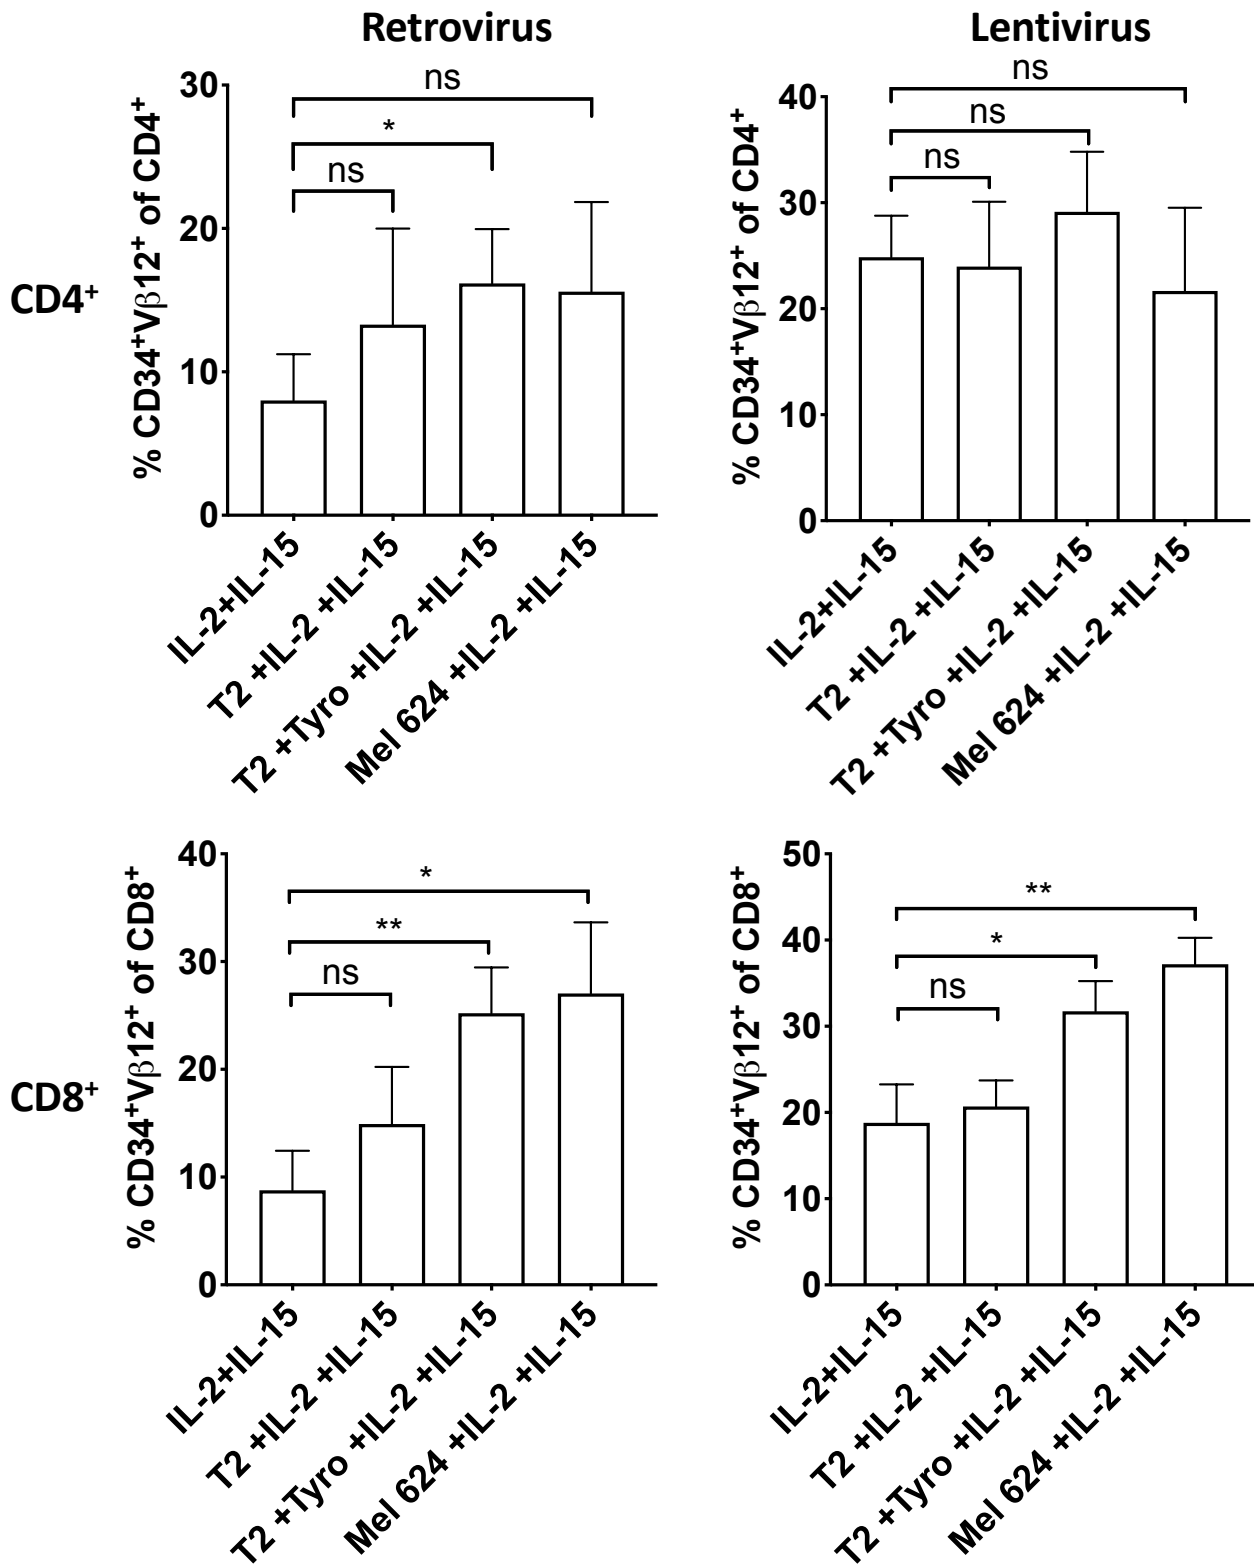 Retrovirus
Lentivirus
CD4⁺
% CD34⁺Vβ12⁺ of CD4⁺
30
20
10
0
ns
*
ns
IL-2+IL-15
T2 +IL-2 +IL-15
T2 +Tyro +IL-2 +IL-15
Mel 624 +IL-2 +IL-15
% CD34⁺Vβ12⁺ of CD4⁺
40
30
20
10
0
ns
ns
ns
IL-2+IL-15
T2 +IL-2 +IL-15
T2 +Tyro +IL-2 +IL-15
Mel 624 +IL-2 +IL-15
CD8⁺
% CD34⁺Vβ12⁺ of CD8⁺
40
30
20
10
0
*
**
ns
IL-2+IL-15
T2 +IL-2 +IL-15
T2 +Tyro +IL-2 +IL-15
Mel 624 +IL-2 +IL-15
% CD34⁺Vβ12⁺ of CD8⁺
50
40
30
20
10
0
**
*
ns
IL-2+IL-15
T2 +IL-2 +IL-15
T2 +Tyro +IL-2 +IL-15
Mel 624 +IL-2 +IL-15